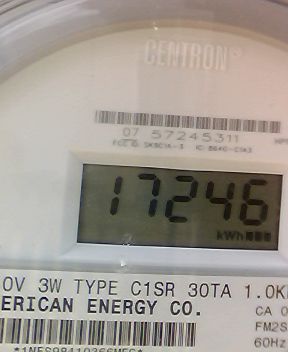 CENTRON®
07 57245311
17246
kWh
0V 3W TYPE C1SR 30TA 1.0K
ERICAN ENERGY CO. CA 0
FM2S
60Hz